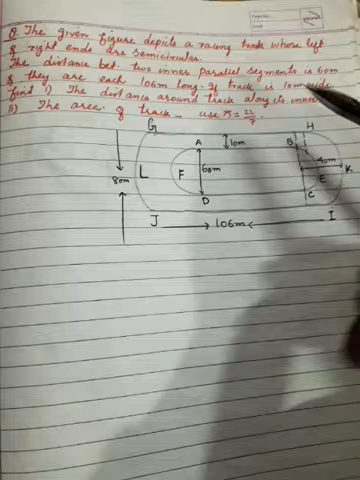 Q The given figure depicts a racing track whose left
& right ends are semicircular.
The distance bet. two inner parallel segments is 60m
& they are each 106m long. If track is 10m wide.
find i) The distance around track along its inner
ii) The area of track. use π = 22/7.
G H
A 10m B
L F 60m 40m K
80m E
D C
J 106m I